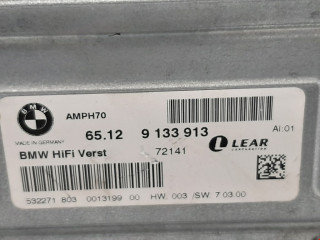 BMW
AMPH70
65.12 9 133 913 AI.01
MADE IN GERMANY
BMW HiFi Verst 72141 LEAR
CORPORATION
532271 803 0013199 00 HW. 003 /SW. 7.03.00